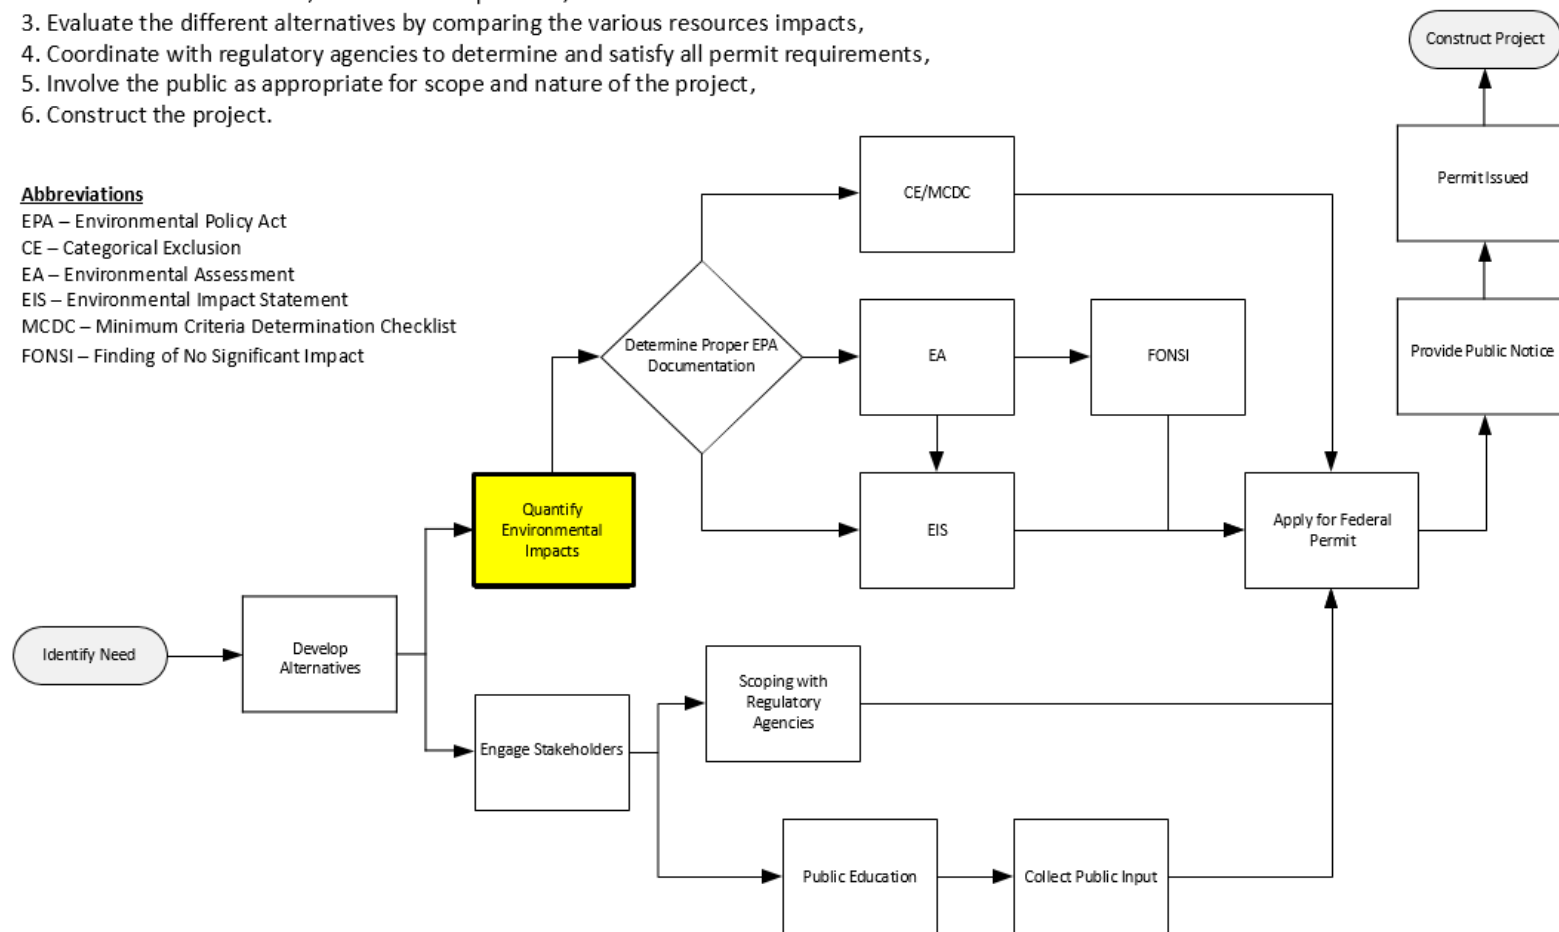 3. Evaluate the different alternatives by comparing the various resources impacts,
4. Coordinate with regulatory agencies to determine and satisfy all permit requirements,
5. Involve the public as appropriate for scope and nature of the project,
6. Construct the project.
Abbreviations
EPA – Environmental Policy Act
CE – Categorical Exclusion
EA – Environmental Assessment
EIS – Environmental Impact Statement
MCDC – Minimum Criteria Determination Checklist
FONSI – Finding of No Significant Impact
Construct Project
Permit Issued
Provide Public Notice
CE/MCDC
Determine Proper EPA
Documentation
EA
FONSI
Quantify
Environmental
Impacts
EIS
Apply for Federal
Permit
Identify Need
Develop
Alternatives
Engage Stakeholders
Scoping with
Regulatory
Agencies
Public Education
Collect Public Input